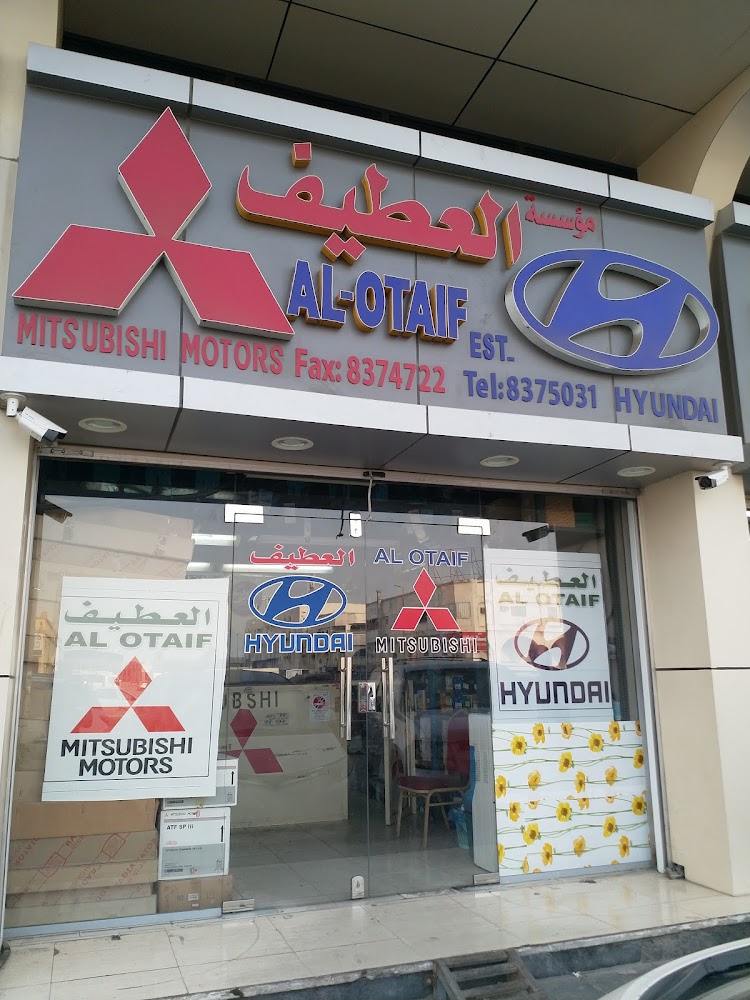 مؤسسة
العطيف
AL-OTAIF EST..
MITSUBISHI MOTORS Fax: 8374722 Tel:8375031 HYUNDAI
العطيف AL OTAIF
HYUNDAI MITSUBISHI
العطيف
AL OTAIF
MITSUBISHI
MOTORS
العطيف
AL OTAIF
HYUNDAI
ATF SP III